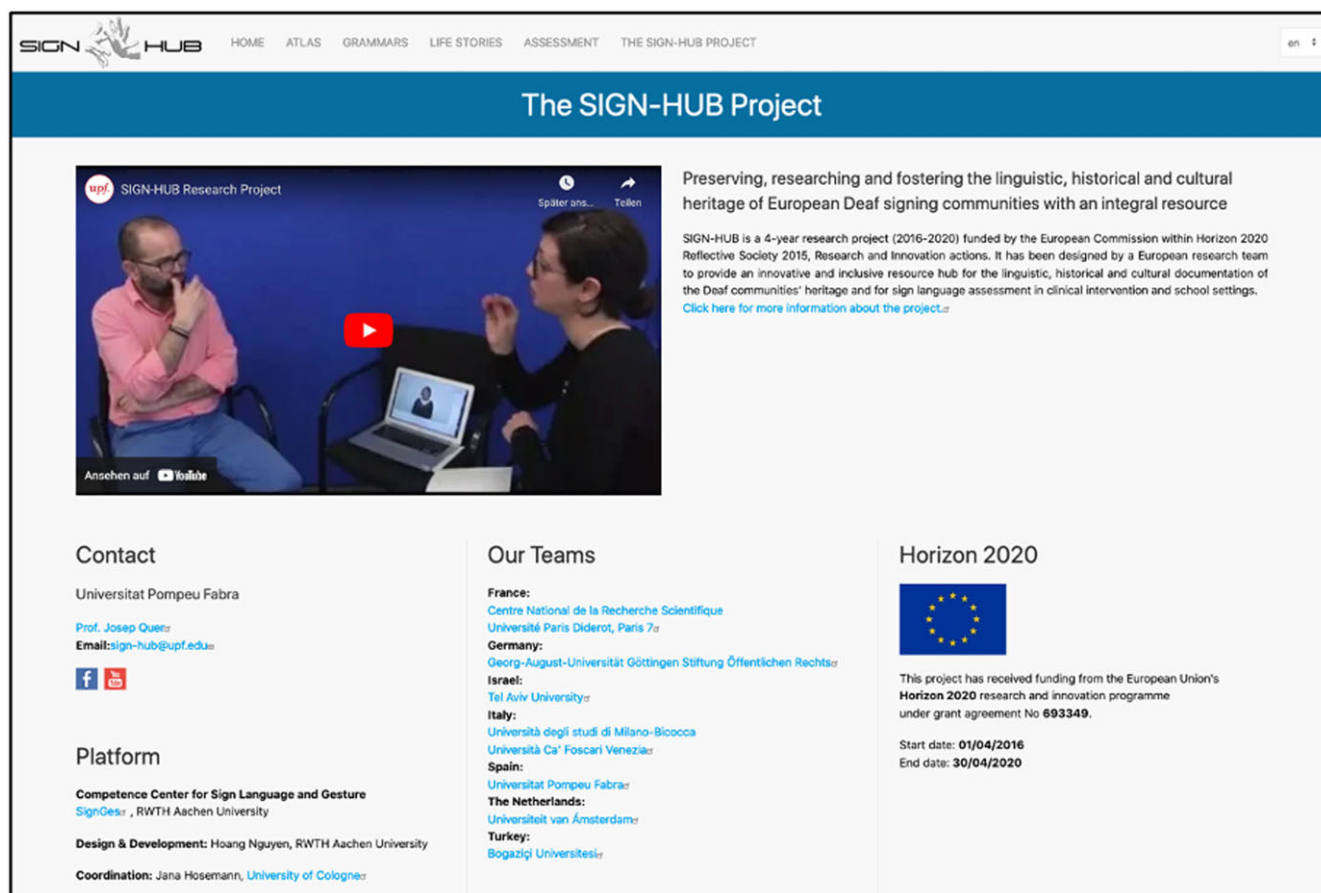 SIGN HUB HOME ATLAS GRAMMARS LIFE STORIES ASSESSMENT THE SIGN-HUB PROJECT en
The SIGN-HUB Project
upf. SIGN-HUB Research Project
Später ans... Teilen
Ansehen auf YouTube
Preserving, researching and fostering the linguistic, historical and cultural
heritage of European Deaf signing communities with an integral resource
SIGN-HUB is a 4-year research project (2016-2020) funded by the European Commission within Horizon 2020
Reflective Society 2015, Research and Innovation actions. It has been designed by a European research team
to provide an innovative and inclusive resource hub for the linguistic, historical and cultural documentation of
the Deaf communities' heritage and for sign language assessment in clinical intervention and school settings.
Click here for more information about the project.
Contact
Universitat Pompeu Fabra
Prof. Josep Quer
Email:sign-hub@upf.edu
f You Tube
Platform
Competence Center for Sign Language and Gesture
SignGes , RWTH Aachen University
Design & Development: Hoang Nguyen, RWTH Aachen University
Coordination: Jana Hosemann, University of Cologne
Our Teams
France:
Centre National de la Recherche Scientifique
Université Paris Diderot, Paris 7
Germany:
Georg-August-Universität Göttingen Stiftung Öffentlichen Rechts
Israel:
Tel Aviv University
Italy:
Università degli studi di Milano-Bicocca
Università Ca' Foscari Venezia
Spain:
Universitat Pompeu Fabra
The Netherlands:
Universiteit van Ámsterdam
Turkey:
Bogaziçi Universitesi
Horizon 2020
This project has received funding from the European Union's
Horizon 2020 research and innovation programme
under grant agreement No 693349.
Start date: 01/04/2016
End date: 30/04/2020